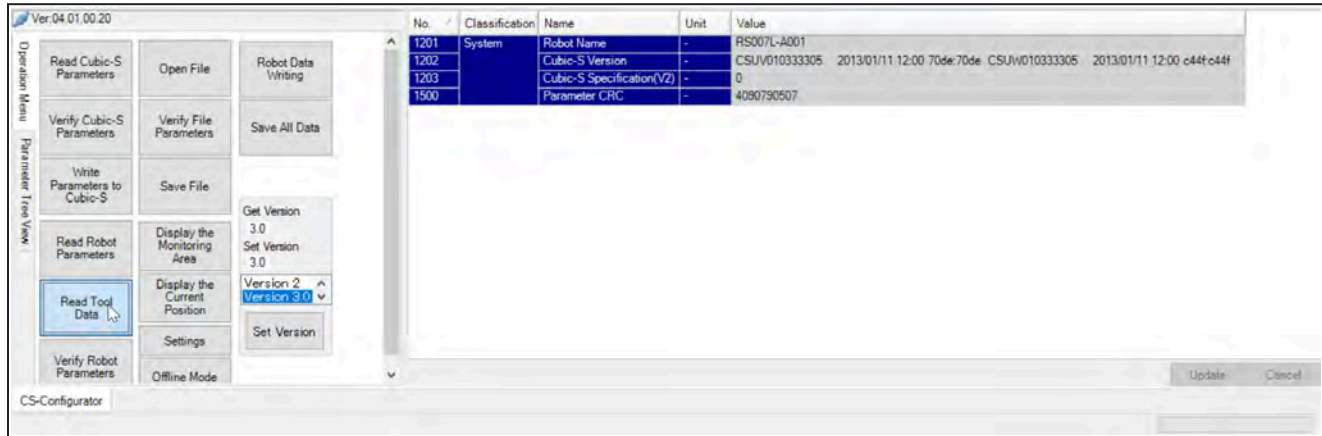 Ver:04.01.00.20
Operation Menu
Parameter Tree View
Read Cubic-S
Parameters
Open File
Robot Data
Writing
Verify Cubic-S
Parameters
Verify File
Parameters
Save All Data
Write
Parameters to
Cubic-S
Save File
Get Version
3.0
Set Version
3.0
Read Robot
Parameters
Display the
Monitoring
Area
Version 2
Version 3.0
Read Tool
Data
Display the
Current
Position
Set Version
Settings
Verify Robot
Parameters
Offline Mode
CS-Configurator
No. Classification Name Unit Value
1201 System Robot Name - RS007L-A001
1202 Cubic-S Version - CSUV010333305 2013/01/11 12:00 70de:70de CSUW010333305 2013/01/11 12:00 c44f:c44f
1203 Cubic-S Specification(V2) - 0
1500 Parameter CRC - 4090790507
Update Cancel